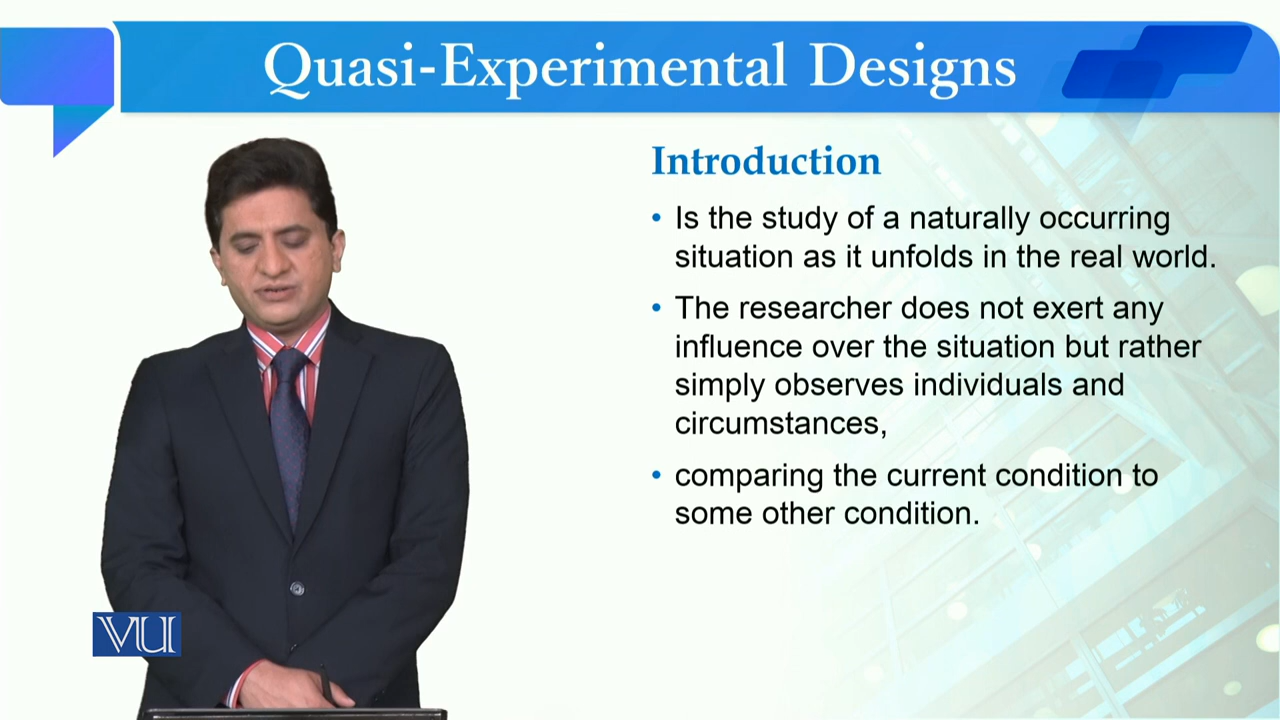 Quasi-Experimental Designs
Introduction
• Is the study of a naturally occurring
situation as it unfolds in the real world.
• The researcher does not exert any
influence over the situation but rather
simply observes individuals and
circumstances,
• comparing the current condition to
some other condition.
VU